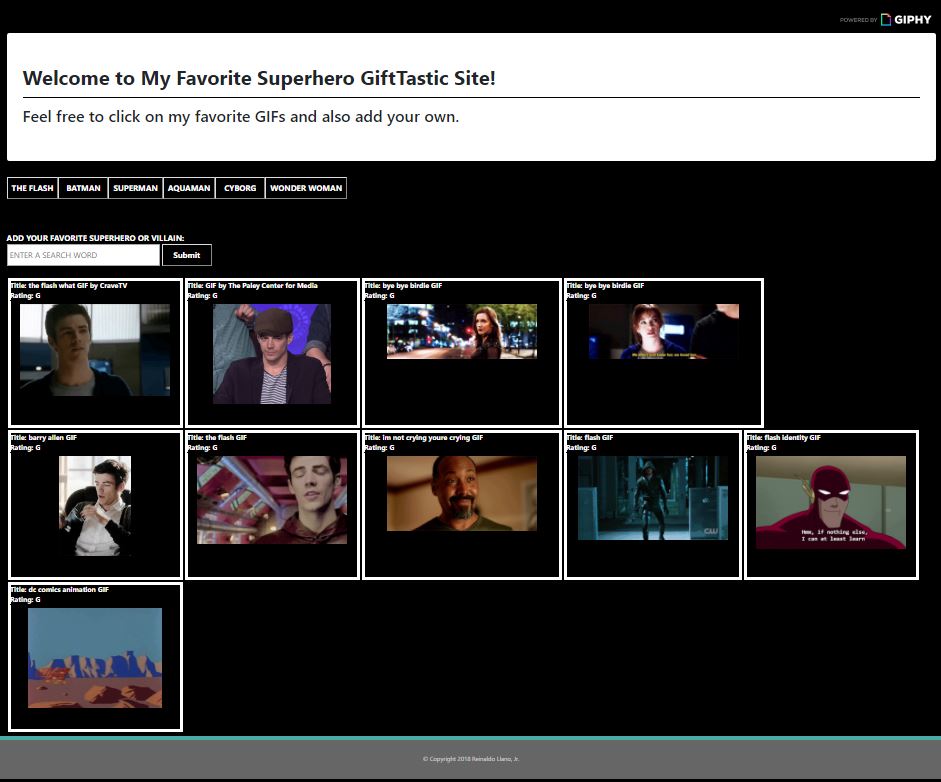 POWERED BY GIPHY
Welcome to My Favorite Superhero GiftTastic Site!
Feel free to click on my favorite GIFs and also add your own.
THE FLASH BATMAN SUPERMAN AQUAMAN CYBORG WONDER WOMAN
ADD YOUR FAVORITE SUPERHERO OR VILLAIN:
ENTER A SEARCH WORD Submit
Title: the flash what GIF by CraveTV
Rating: G
Title: GIF by The Paley Center for Media
Rating: G
Title: bye bye birdie GIF
Rating: G
Title: bye bye birdie GIF
Rating: G
Title: barry allen GIF
Rating: G
Title: the flash GIF
Rating: G
Title: im not crying youre crying GIF
Rating: G
Title: flash GIF
Rating: G
CW
Title: flash identity GIF
Rating: G
Hmm, if nothing else,
I can at least learn
Title: dc comics animation GIF
Rating: G
© Copyright 2018 Reinaldo Llano, Jr.